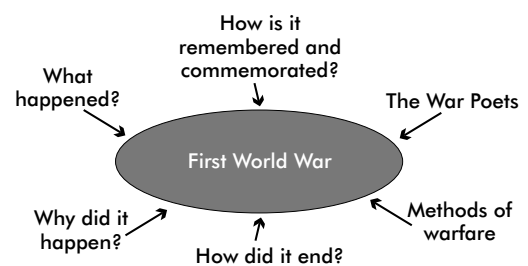 How is it
remembered and
commemorated?
What
happened?
The War Poets
First World War
Why did it
happen?
Methods of
warfare
How did it end?